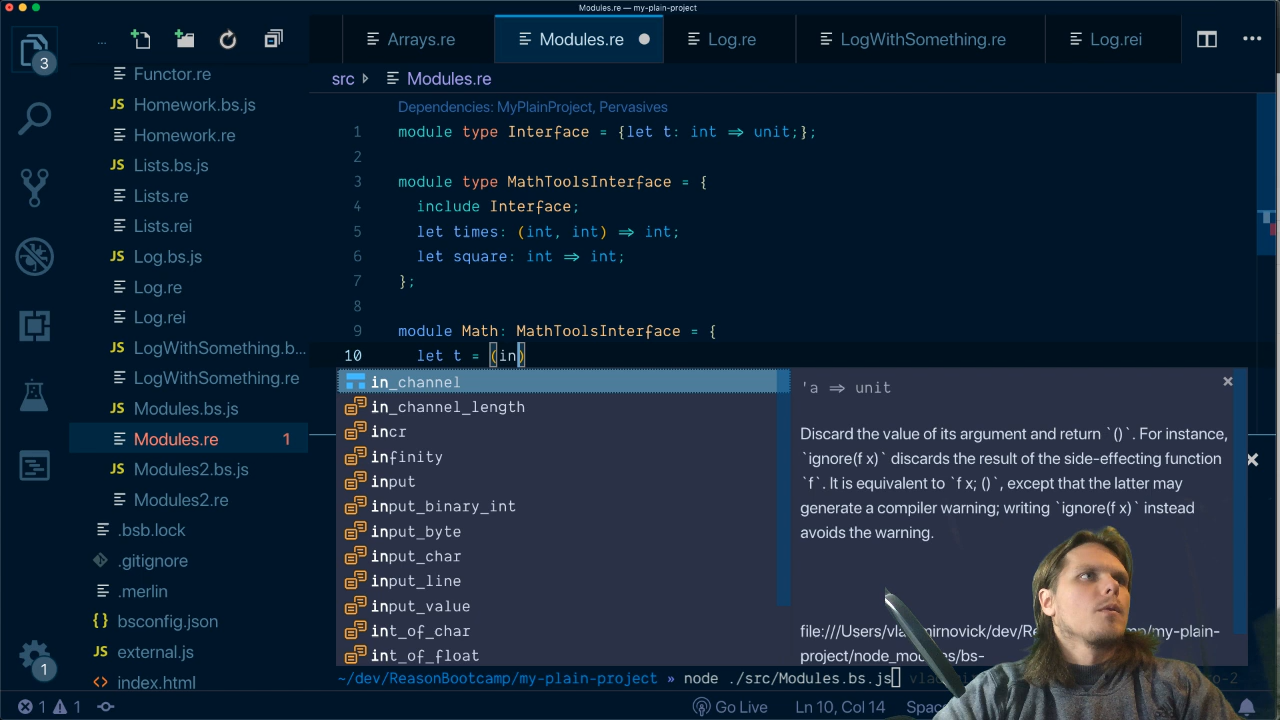 Modules.re — my-plain-project
Arrays.re
Modules.re
Log.re
LogWithSomething.re
Log.rei
3
...
Functor.re
JS Homework.bs.js
Homework.re
JS Lists.bs.js
Lists.re
Lists.rei
JS Log.bs.js
Log.re
Log.rei
JS LogWithSomething.b...
LogWithSomething.re
JS Modules.bs.js
Modules.re 1
JS Modules2.bs.js
Modules2.re
.bsb.lock
.gitignore
.merlin
{} bsconfig.json
JS external.js
<> index.html
1
src Modules.re
Dependencies: MyPlainProject, Pervasives
1 module type Interface = {let t: int => unit;};
2
3 module type MathToolsInterface = {
4 include Interface;
5 let times: (int, int) => int;
6 let square: int => int;
7 };
8
9 module Math: MathToolsInterface = {
10 let t = (in)
in_channel
in_channel_length
incr
infinity
input
input_binary_int
input_byte
input_char
input_line
input_value
int_of_char
int_of_float
'a => unit
Discard the value of its argument and return `()`. For instance,
`ignore(f x)` discards the result of the side-effecting function
`f`. It is equivalent to `f x; ()`, except that the latter may
generate a compiler warning; writing `ignore(f x)` instead
avoids the warning.
~/dev/ReasonBootcamp/my-plain-project » node ./src/Modules.bs.js
1 1
Go Live
Ln 10, Col 14